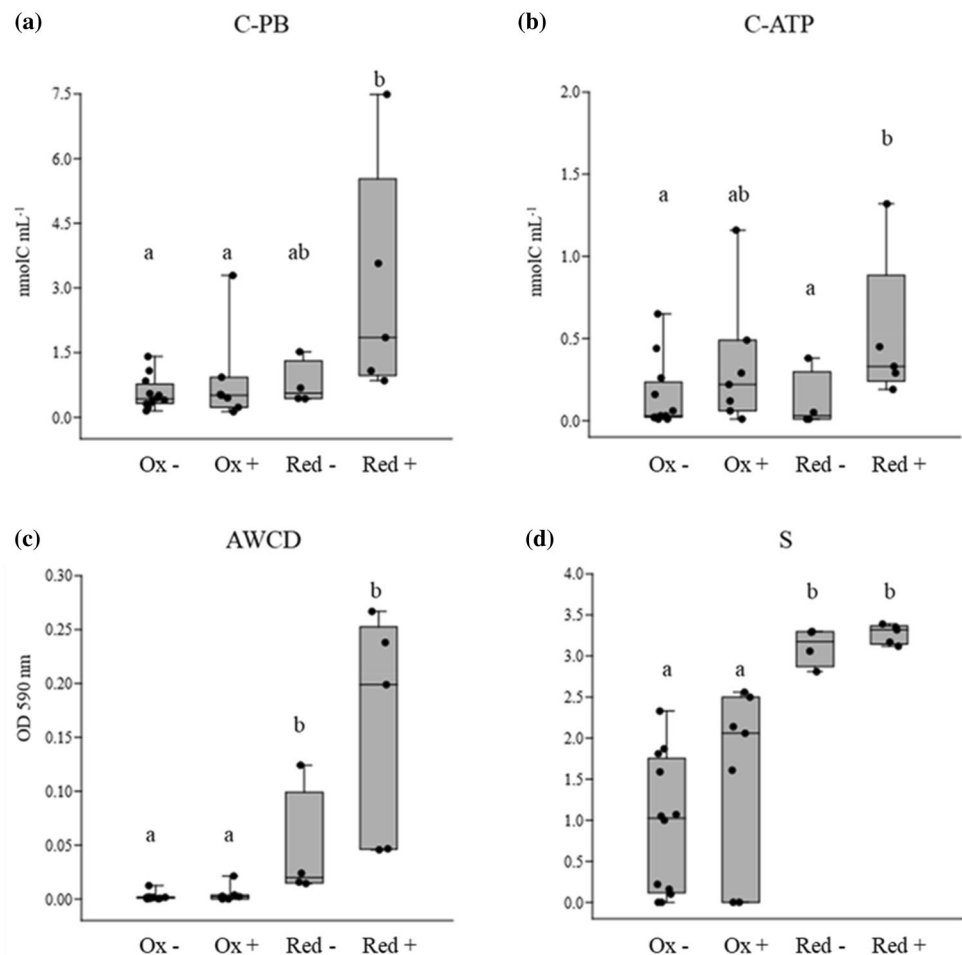 (a) C-PB
nmolC mL-1
7.5
6.0
4.5
3.0
1.5
0.0
a a ab b
Ox - Ox + Red - Red +
(b) C-ATP
nmolC mL-1
2.0
1.5
1.0
0.5
0.0
a ab a b
Ox - Ox + Red - Red +
(c) AWCD
OD 590 nm
0.30
0.25
0.20
0.15
0.10
0.05
0.00
a a b b
Ox - Ox + Red - Red +
(d) S
4.0
3.5
3.0
2.5
2.0
1.5
1.0
0.5
0.0
a a b b
Ox - Ox + Red - Red +